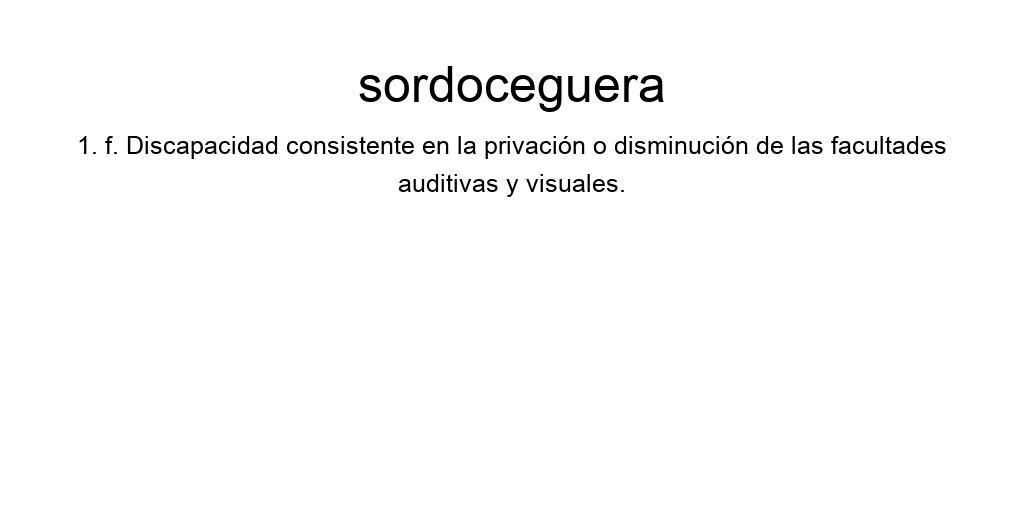 sordoceguera
1. f. Discapacidad consistente en la privación o disminución de las facultades
auditivas y visuales.